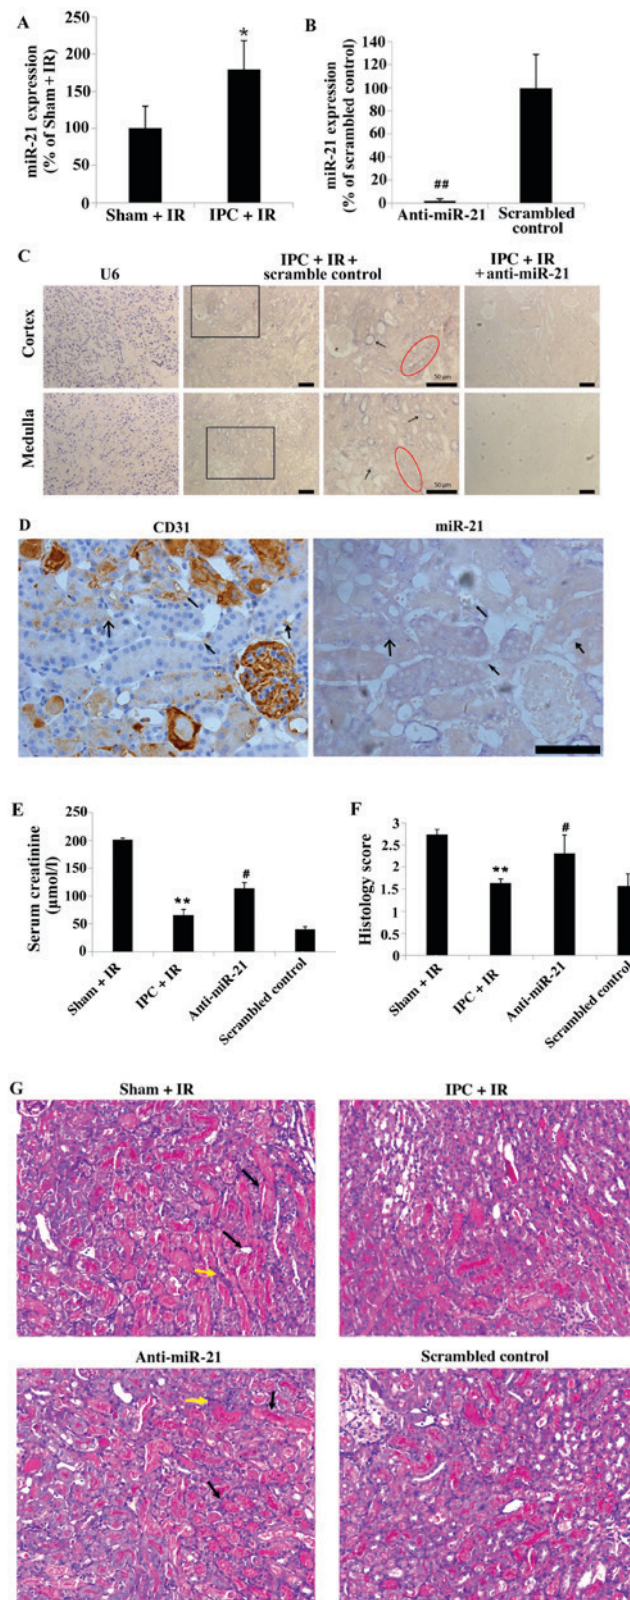 A
miR-21 expression
(% of Sham + IR)
250
200
150
100
50
0
*
Sham + IR
IPC + IR
B
miR-21 expression
(% of scrambled control)
140
120
100
80
60
40
20
0
##
Anti-miR-21
Scrambled
control
C
U6
IPC + IR +
scramble control
IPC + IR
+ anti-miR-21
Cortex
50 µm
Medulla
50 µm
D
CD31
miR-21
E
Serum creatinine
(µmol/l)
250
200
150
100
50
0
**
#
Sham + IR
IPC + IR
Anti-miR-21
Scrambled control
F
Histology score
3
2.5
2
1.5
1
0.5
0
**
#
Sham + IR
IPC + IR
Anti-miR-21
Scrambled control
G
Sham + IR
IPC + IR
Anti-miR-21
Scrambled control